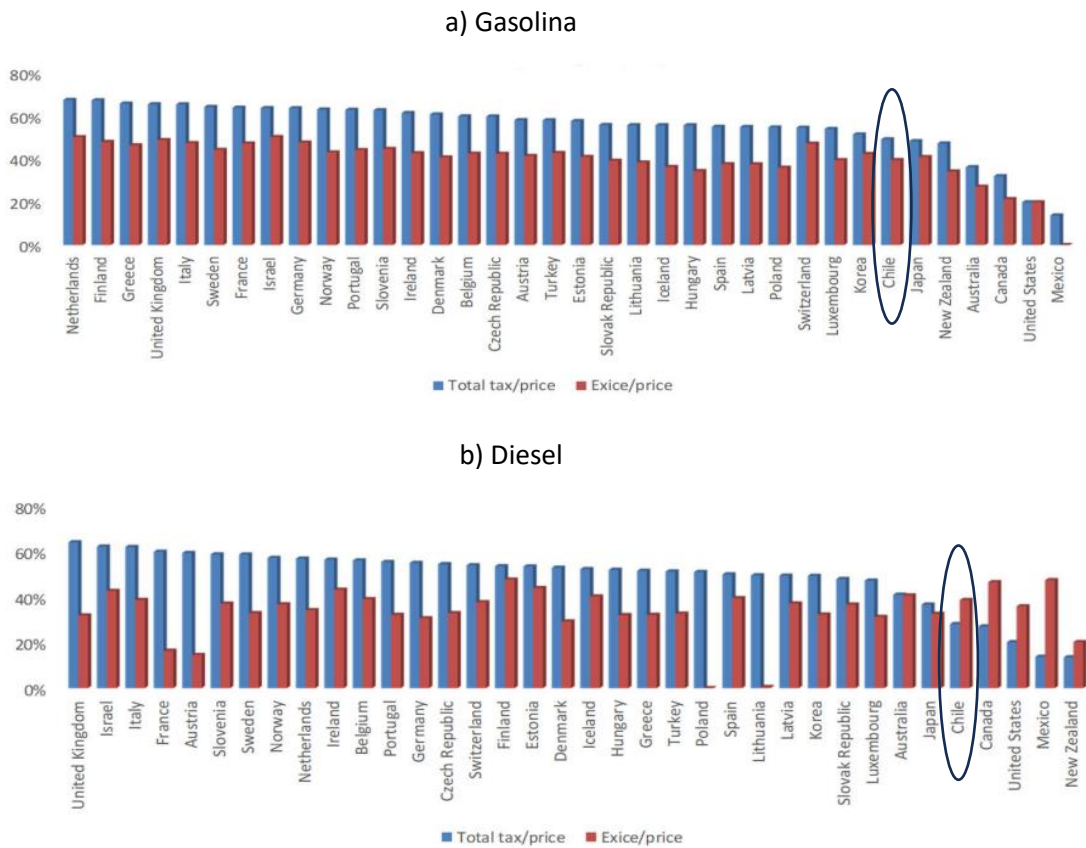 a) Gasolina
80%
60%
40%
20%
0%
Netherlands
Finland
Greece
United Kingdom
Italy
Sweden
France
Israel
Germany
Norway
Portugal
Slovenia
Ireland
Denmark
Belgium
Czech Republic
Austria
Turkey
Estonia
Slovak Republic
Lithuania
Iceland
Hungary
Spain
Latvia
Poland
Switzerland
Luxembourg
Korea
Chile
Japan
New Zealand
Australia
Canada
United States
Mexico
Total tax/price Exice/price
b) Diesel
80%
60%
40%
20%
0%
United Kingdom
Israel
Italy
France
Austria
Slovenia
Sweden
Norway
Netherlands
Ireland
Belgium
Portugal
Germany
Czech Republic
Switzerland
Finland
Estonia
Denmark
Iceland
Hungary
Greece
Turkey
Poland
Spain
Lithuania
Latvia
Korea
Slovak Republic
Luxembourg
Australia
Japan
Chile
Canada
United States
Mexico
New Zealand
Total tax/price Exice/price